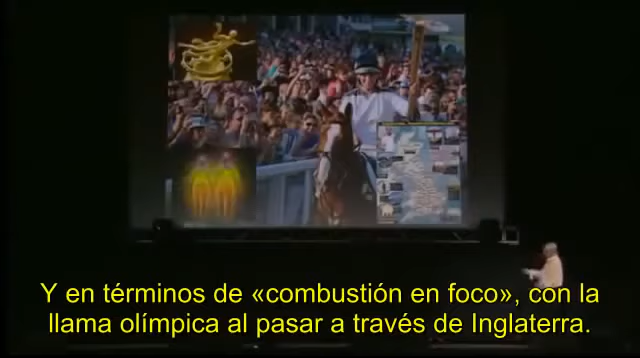 Y en términos de «combustión en foco», con la
llama olímpica al pasar a través de Inglaterra.